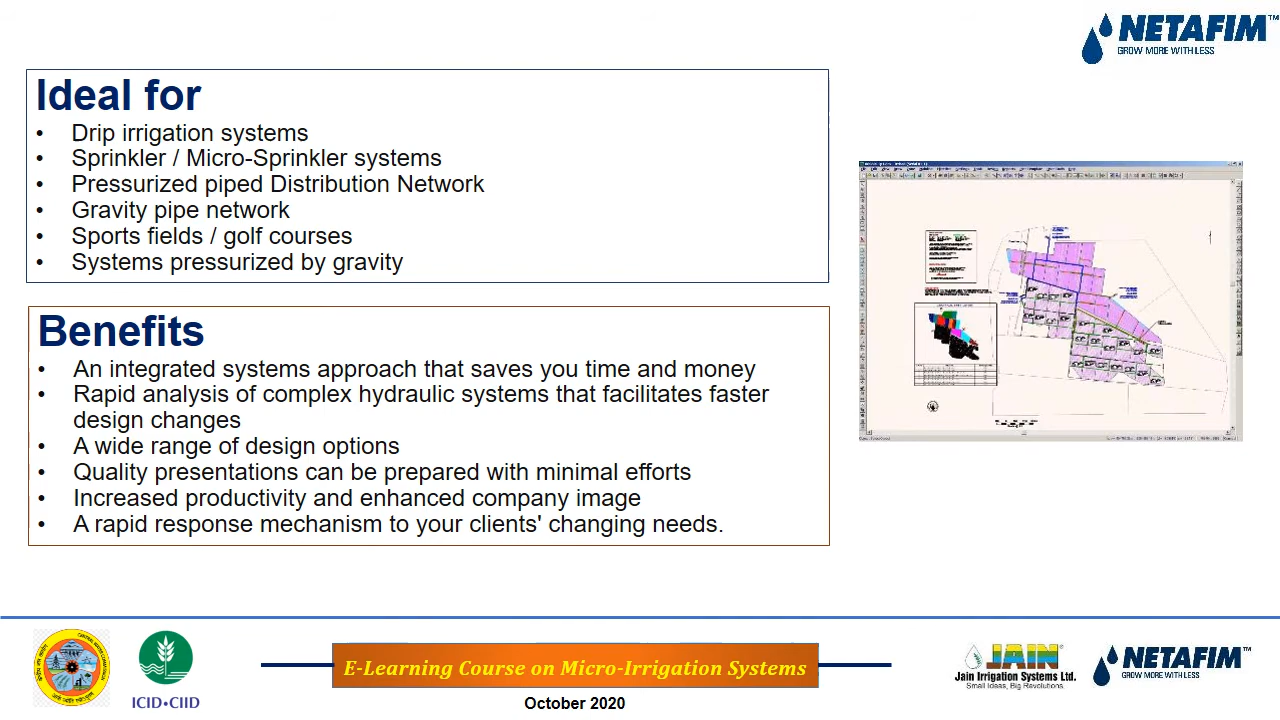 NETAFIM™
GROW MORE WITH LESS
Ideal for
• Drip irrigation systems
• Sprinkler / Micro-Sprinkler systems
• Pressurized piped Distribution Network
• Gravity pipe network
• Sports fields / golf courses
• Systems pressurized by gravity
Benefits
• An integrated systems approach that saves you time and money
• Rapid analysis of complex hydraulic systems that facilitates faster
design changes
• A wide range of design options
• Quality presentations can be prepared with minimal efforts
• Increased productivity and enhanced company image
• A rapid response mechanism to your clients' changing needs.
ICID•CIID
E-Learning Course on Micro-Irrigation Systems
October 2020
JAIN®
Jain Irrigation Systems Ltd.
Small Ideas, Big Revolutions.
NETAFIM™
GROW MORE WITH LESS